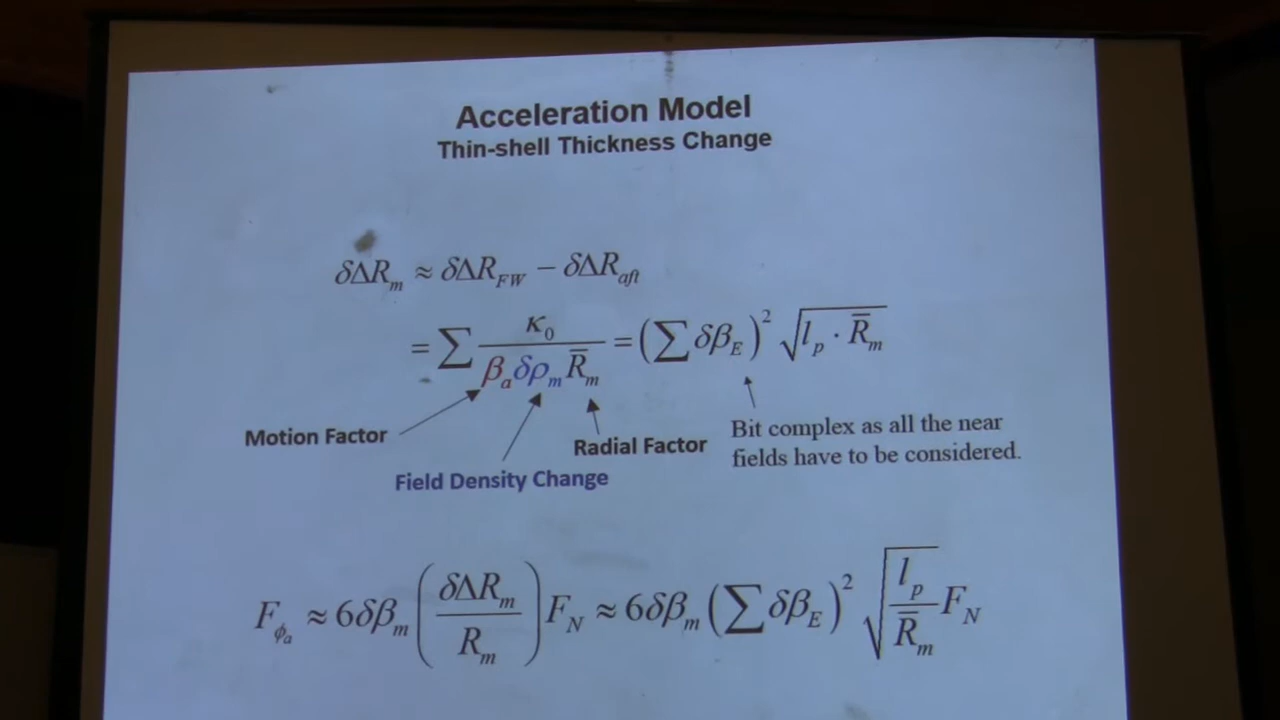 Acceleration Model
Thin-shell Thickness Change
δΔR_m ≈ δΔR_FW − δΔR_aft
= ∑ κ_0 / (β_a δρ_m R̅_m) = (∑ δβ_E)² √(l_p · R̅_m)
Motion Factor
Field Density Change
Radial Factor
Bit complex as all the near
fields have to be considered.
F_ϕ_a ≈ 6δβ_m (δΔR_m / R_m) F_N ≈ 6δβ_m (∑ δβ_E)² √(l_p / R̅_m) F_N